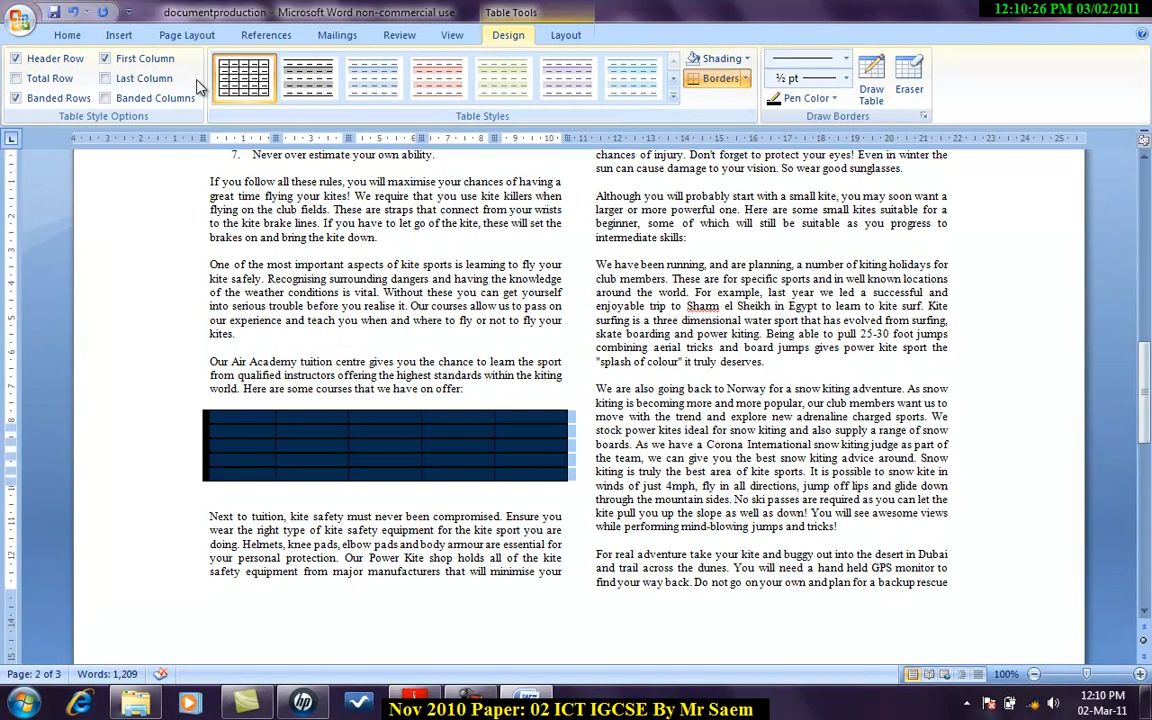 12:10:26 PM 03/02/2011
documentproduction - Microsoft Word non-commercial use
Table Tools
Home Insert Page Layout References Mailings Review View Design Layout
Header Row First Column
Total Row Last Column
Banded Rows Banded Columns
Table Style Options
Table Styles
Shading
Borders
½ pt
Pen Color
Draw Table
Eraser
Draw Borders
7. Never over estimate your own ability.
If you follow all these rules, you will maximise your chances of having a
great time flying your kites! We require that you use kite killers when
flying on the club fields. These are straps that connect from your wrists
to the kite brake lines. If you have to let go of the kite, these will set the
brakes on and bring the kite down.
One of the most important aspects of kite sports is learning to fly your
kite safely. Recognising surrounding dangers and having the knowledge
of the weather conditions is vital. Without these you can get yourself
into serious trouble before you realise it. Our courses allow us to pass on
our experience and teach you when and where to fly or not to fly your
kites.
Our Air Academy tuition centre gives you the chance to learn the sport
from qualified instructors offering the highest standards within the kiting
world. Here are some courses that we have on offer:
Next to tuition, kite safety must never been compromised. Ensure you
wear the right type of kite safety equipment for the kite sport you are
doing. Helmets, knee pads, elbow pads and body armour are essential for
your personal protection. Our Power Kite shop holds all of the kite
safety equipment from major manufacturers that will minimise your
chances of injury. Don't forget to protect your eyes! Even in winter the
sun can cause damage to your vision. So wear good sunglasses.
Although you will probably start with a small kite, you may soon want a
larger or more powerful one. Here are some small kites suitable for a
beginner, some of which will still be suitable as you progress to
intermediate skills:
We have been running, and are planning, a number of kiting holidays for
club members. These are for specific sports and in well known locations
around the world. For example, last year we led a successful and
enjoyable trip to Sharm el Sheikh in Egypt to learn to kite surf. Kite
surfing is a three dimensional water sport that has evolved from surfing,
skate boarding and power kiting. Being able to pull 25-30 foot jumps
combining aerial tricks and board jumps gives power kite sport the
"splash of colour" it truly deserves.
We are also going back to Norway for a snow kiting adventure. As snow
kiting is becoming more and more popular, our club members want us to
move with the trend and explore new adrenaline charged sports. We
stock power kites ideal for snow kiting and also supply a range of snow
boards. As we have a Corona International snow kiting judge as part of
the team, we can give you the best snow kiting advice around. Snow
kiting is truly the best area of kite sports. It is possible to snow kite in
winds of just 4mph, fly in all directions, jump off lips and glide down
through the mountain sides. No ski passes are required as you can let the
kite pull you up the slope as well as down! You will see awesome views
while performing mind-blowing jumps and tricks!
For real adventure take your kite and buggy out into the desert in Dubai
and trail across the dunes. You will need a hand held GPS monitor to
find your way back. Do not go on your own and plan for a backup rescue
Page: 2 of 3 Words: 1,209 100%
Nov 2010 Paper: 02 ICT IGCSE By Mr Saem
12:10 PM
02-Mar-11